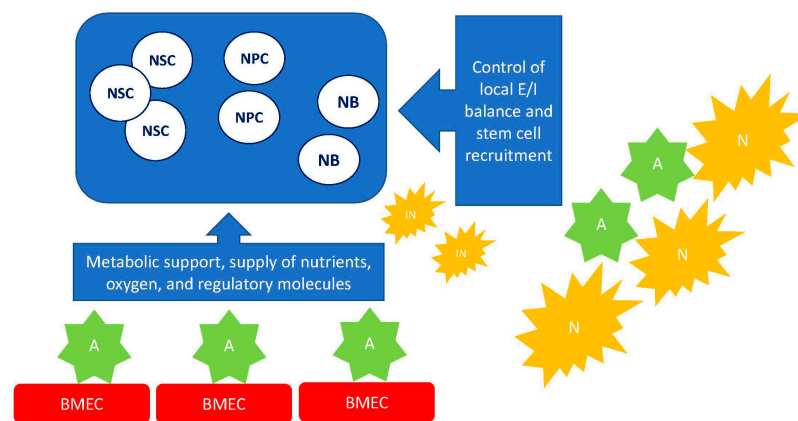 NSC
NPC
NSC
NB
NPC
NSC
NB
Control of
local E/I
balance and
stem cell
recruitment
N
A
A
N
N
IN
IN
Metabolic support, supply of nutrients,
oxygen, and regulatory molecules
A
A
A
BMEC
BMEC
BMEC